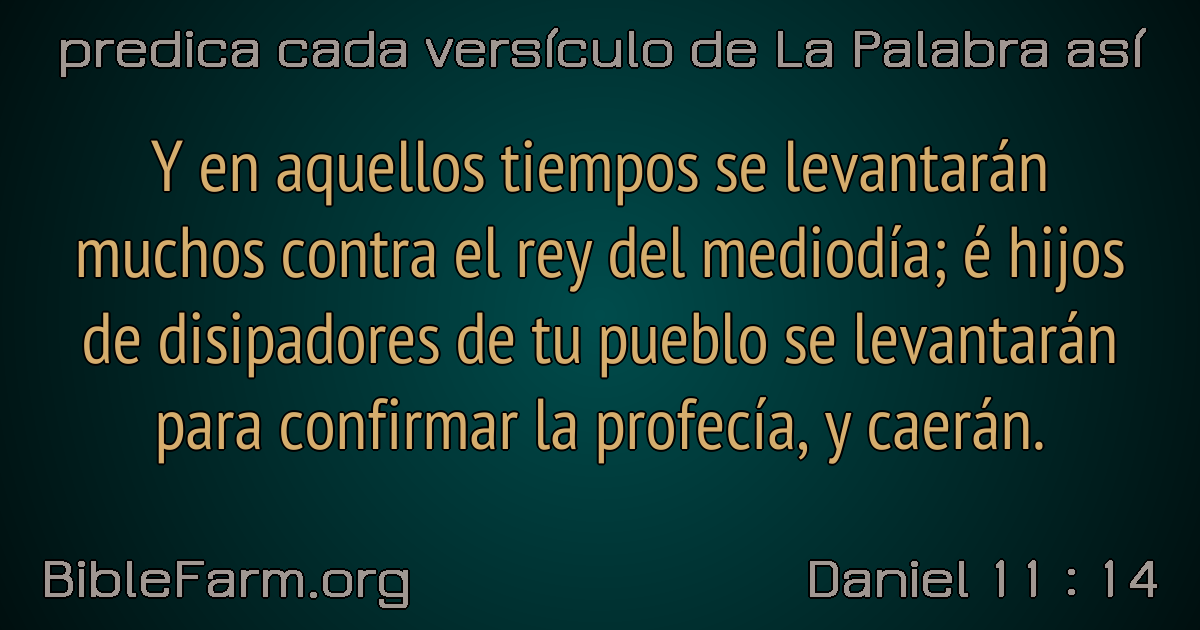 predica cada versículo de La Palabra así
Y en aquellos tiempos se levantarán
muchos contra el rey del mediodía; é hijos
de disipadores de tu pueblo se levantarán
para confirmar la profecía, y caerán.
BibleFarm.org
Daniel 11 : 14